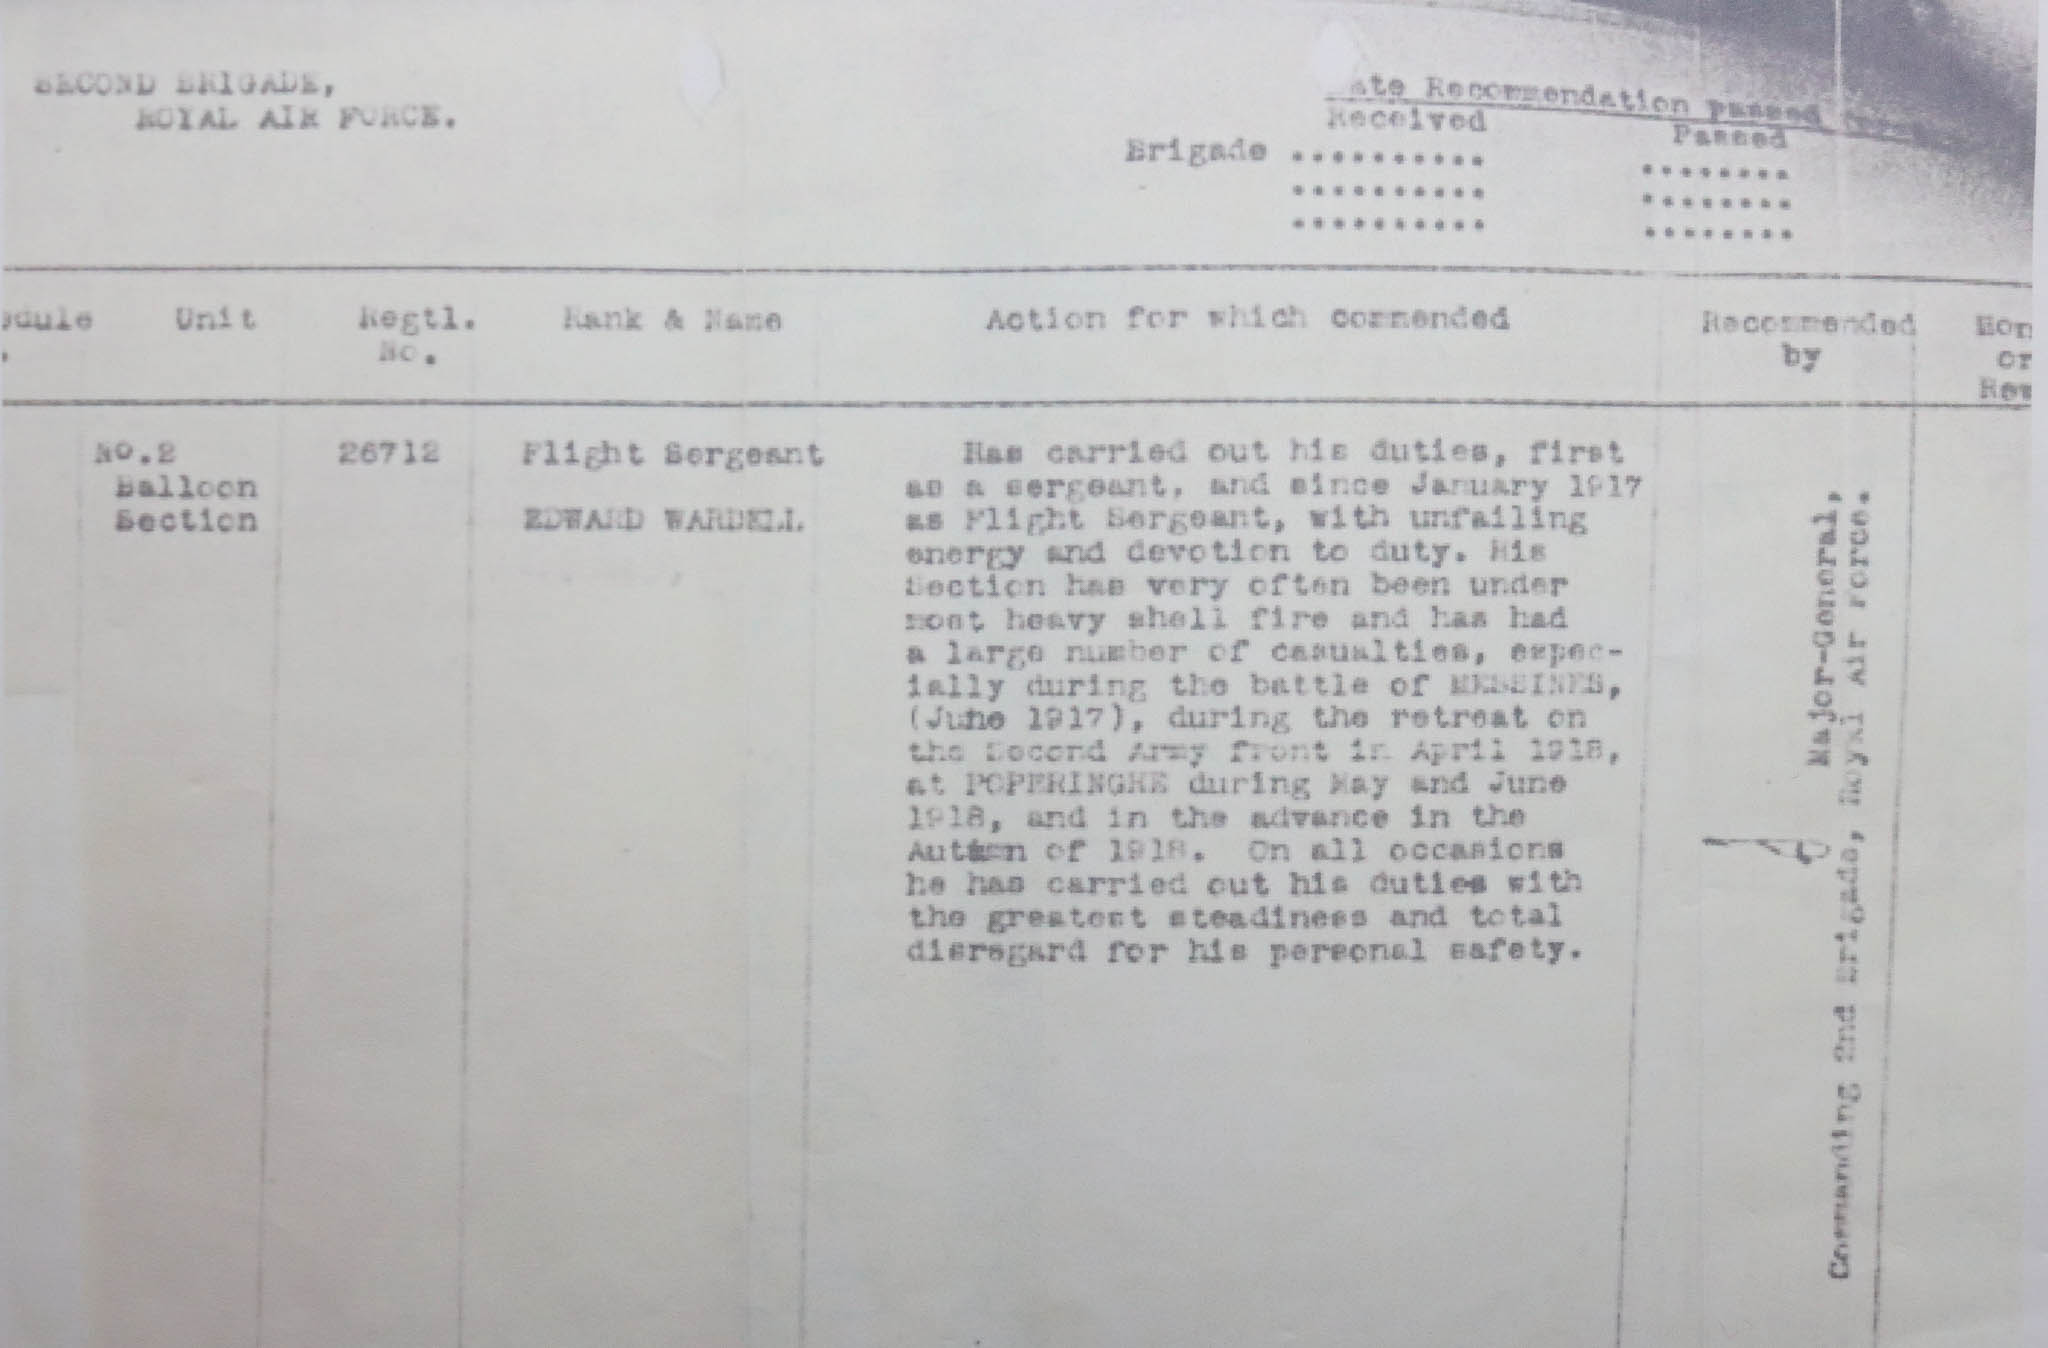 SECOND BRIGADE,
ROYAL AIR FORCE.
ate Recommendation passed
Received Passed
Brigade .......... ........
.......... ........
.......... ........
edule Unit Regtl. Rank & Name Action for which commended Recommended Hon
. No. by or
Rew
No.2 26712 Flight Sergeant Has carried out his duties, first
Balloon as a sergeant, and since January 1917
Section EDWARD WARDELL as Flight Sergeant, with unfailing
energy and devotion to duty. His
Section has very often been under
most heavy shell fire and has had
a large number of casualties, espec-
ially during the battle of MESSINES,
(June 1917), during the retreat on
the Second Army front in April 1918,
at POPERINGHE during May and June
1918, and in the advance in the
Autumn of 1918. On all occasions
he has carried out his duties with
the greatest steadiness and total
disregard for his personal safety.
Major-General,
Commanding 2nd Brigade, Royal Air Force.